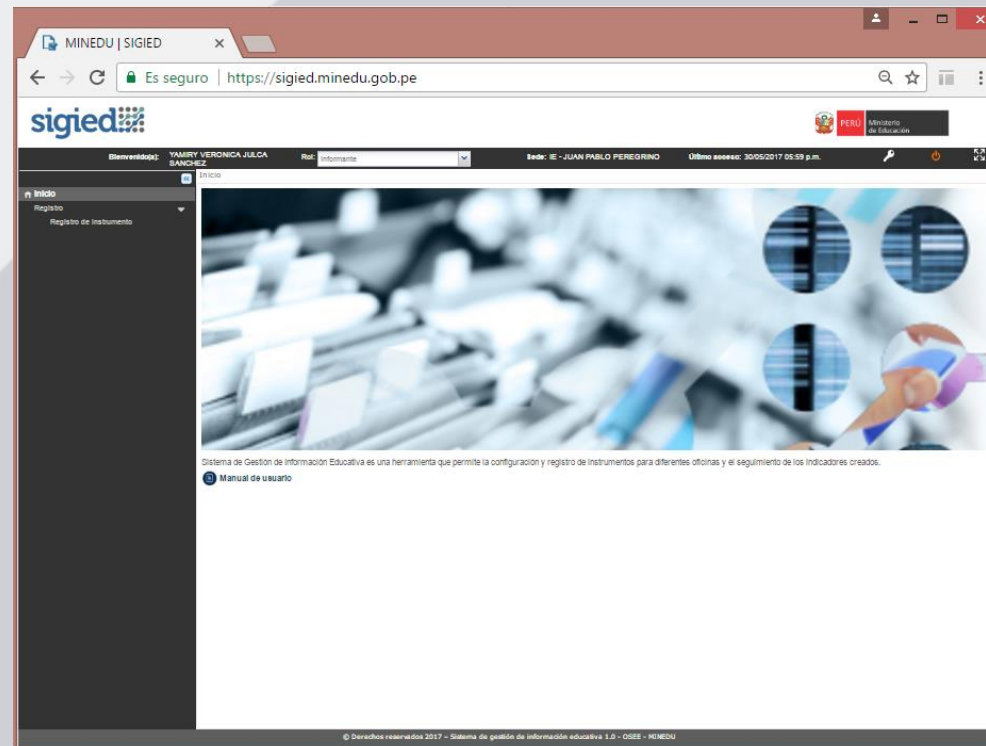 MINEDU | SIGIED
Es seguro | https://sigied.minedu.gob.pe
sigied
PERÚ Ministerio de Educación
Bienvenido(a): YAMIRY VERONICA JULCA SANCHEZ Rol: Informante Sede: IE - JUAN PABLO PEREGRINO Último acceso: 30/05/2017 05:59 p.m.
Inicio
Inicio
Registro
Registro de Instrumento
Sistema de Gestión de Información Educativa es una herramienta que permite la configuración y registro de instrumentos para diferentes oficinas y el seguimiento de los indicadores creados.
Manual de usuario
© Derechos reservados 2017 – Sistema de gestión de información educativa 1.0 - OSEE - MINEDU